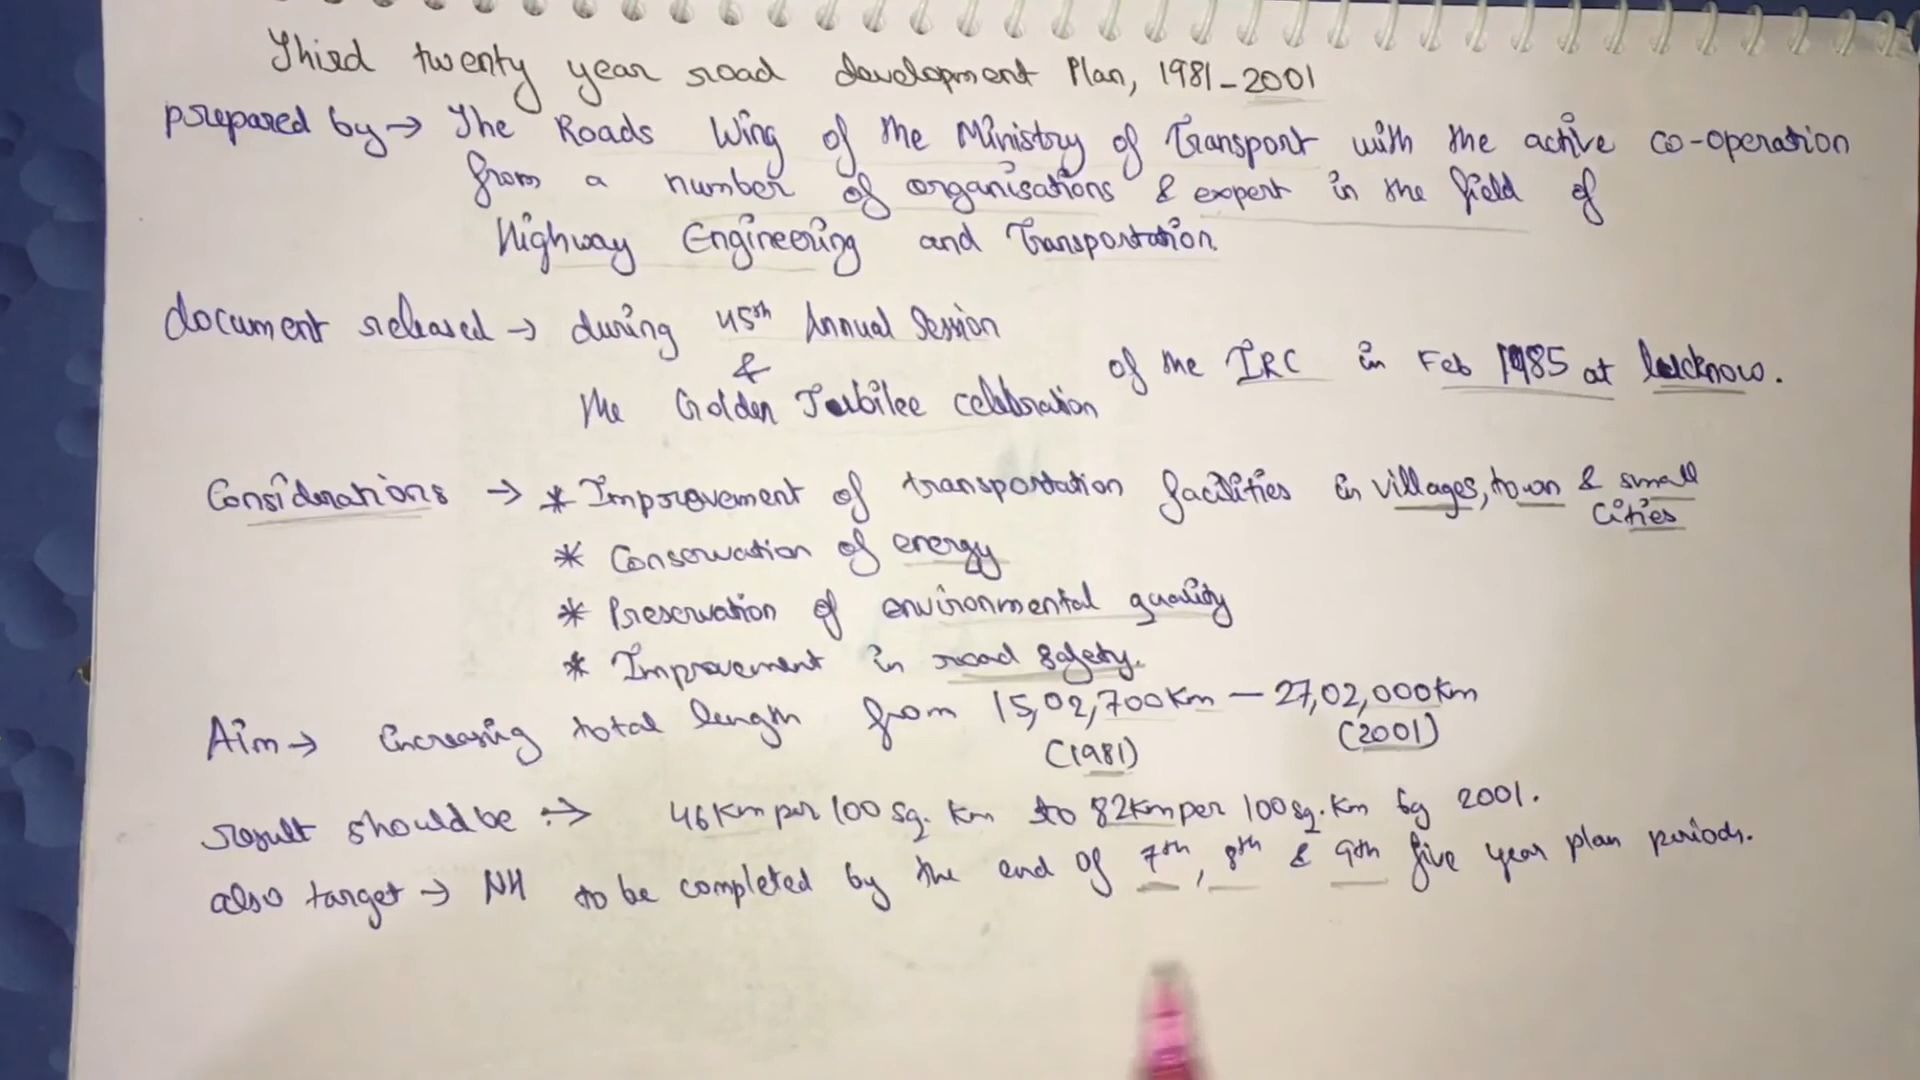 Third twenty year road development Plan, 1981-2001
prepared by → The Roads Wing of the Ministry of Transport with the active co-operation
from a number of organisations & expert in the field of
Highway Engineering and Transportation
document released → during 45th Annual Session
&
the Golden Jubilee celebration
of the IRC in Feb 1985 at lucknow.
Considerations → * Improvement of transportation facilities in villages, town & small
cities
* Conservation of energy
* Preservation of environmental quality
* Improvement in road safety.
Aim → increasing total length from 15,02,700 Km — 27,02,000 Km
(1981) (2001)
result should be :→ 46 Km per 100 sq. Km to 82 Km per 100 sq. Km by 2001.
also target → NH to be completed by the end of 7th, 8th & 9th five year plan periods.